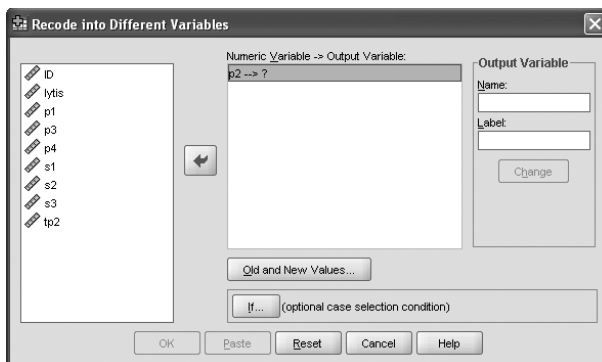 Recode into Different Variables
ID
lytis
p1
p3
p4
s1
s2
s3
tp2
Numeric Variable -> Output Variable:
p2 --> ?
Output Variable
Name:
Label:
Change
Old and New Values...
If... (optional case selection condition)
OK Paste Reset Cancel Help